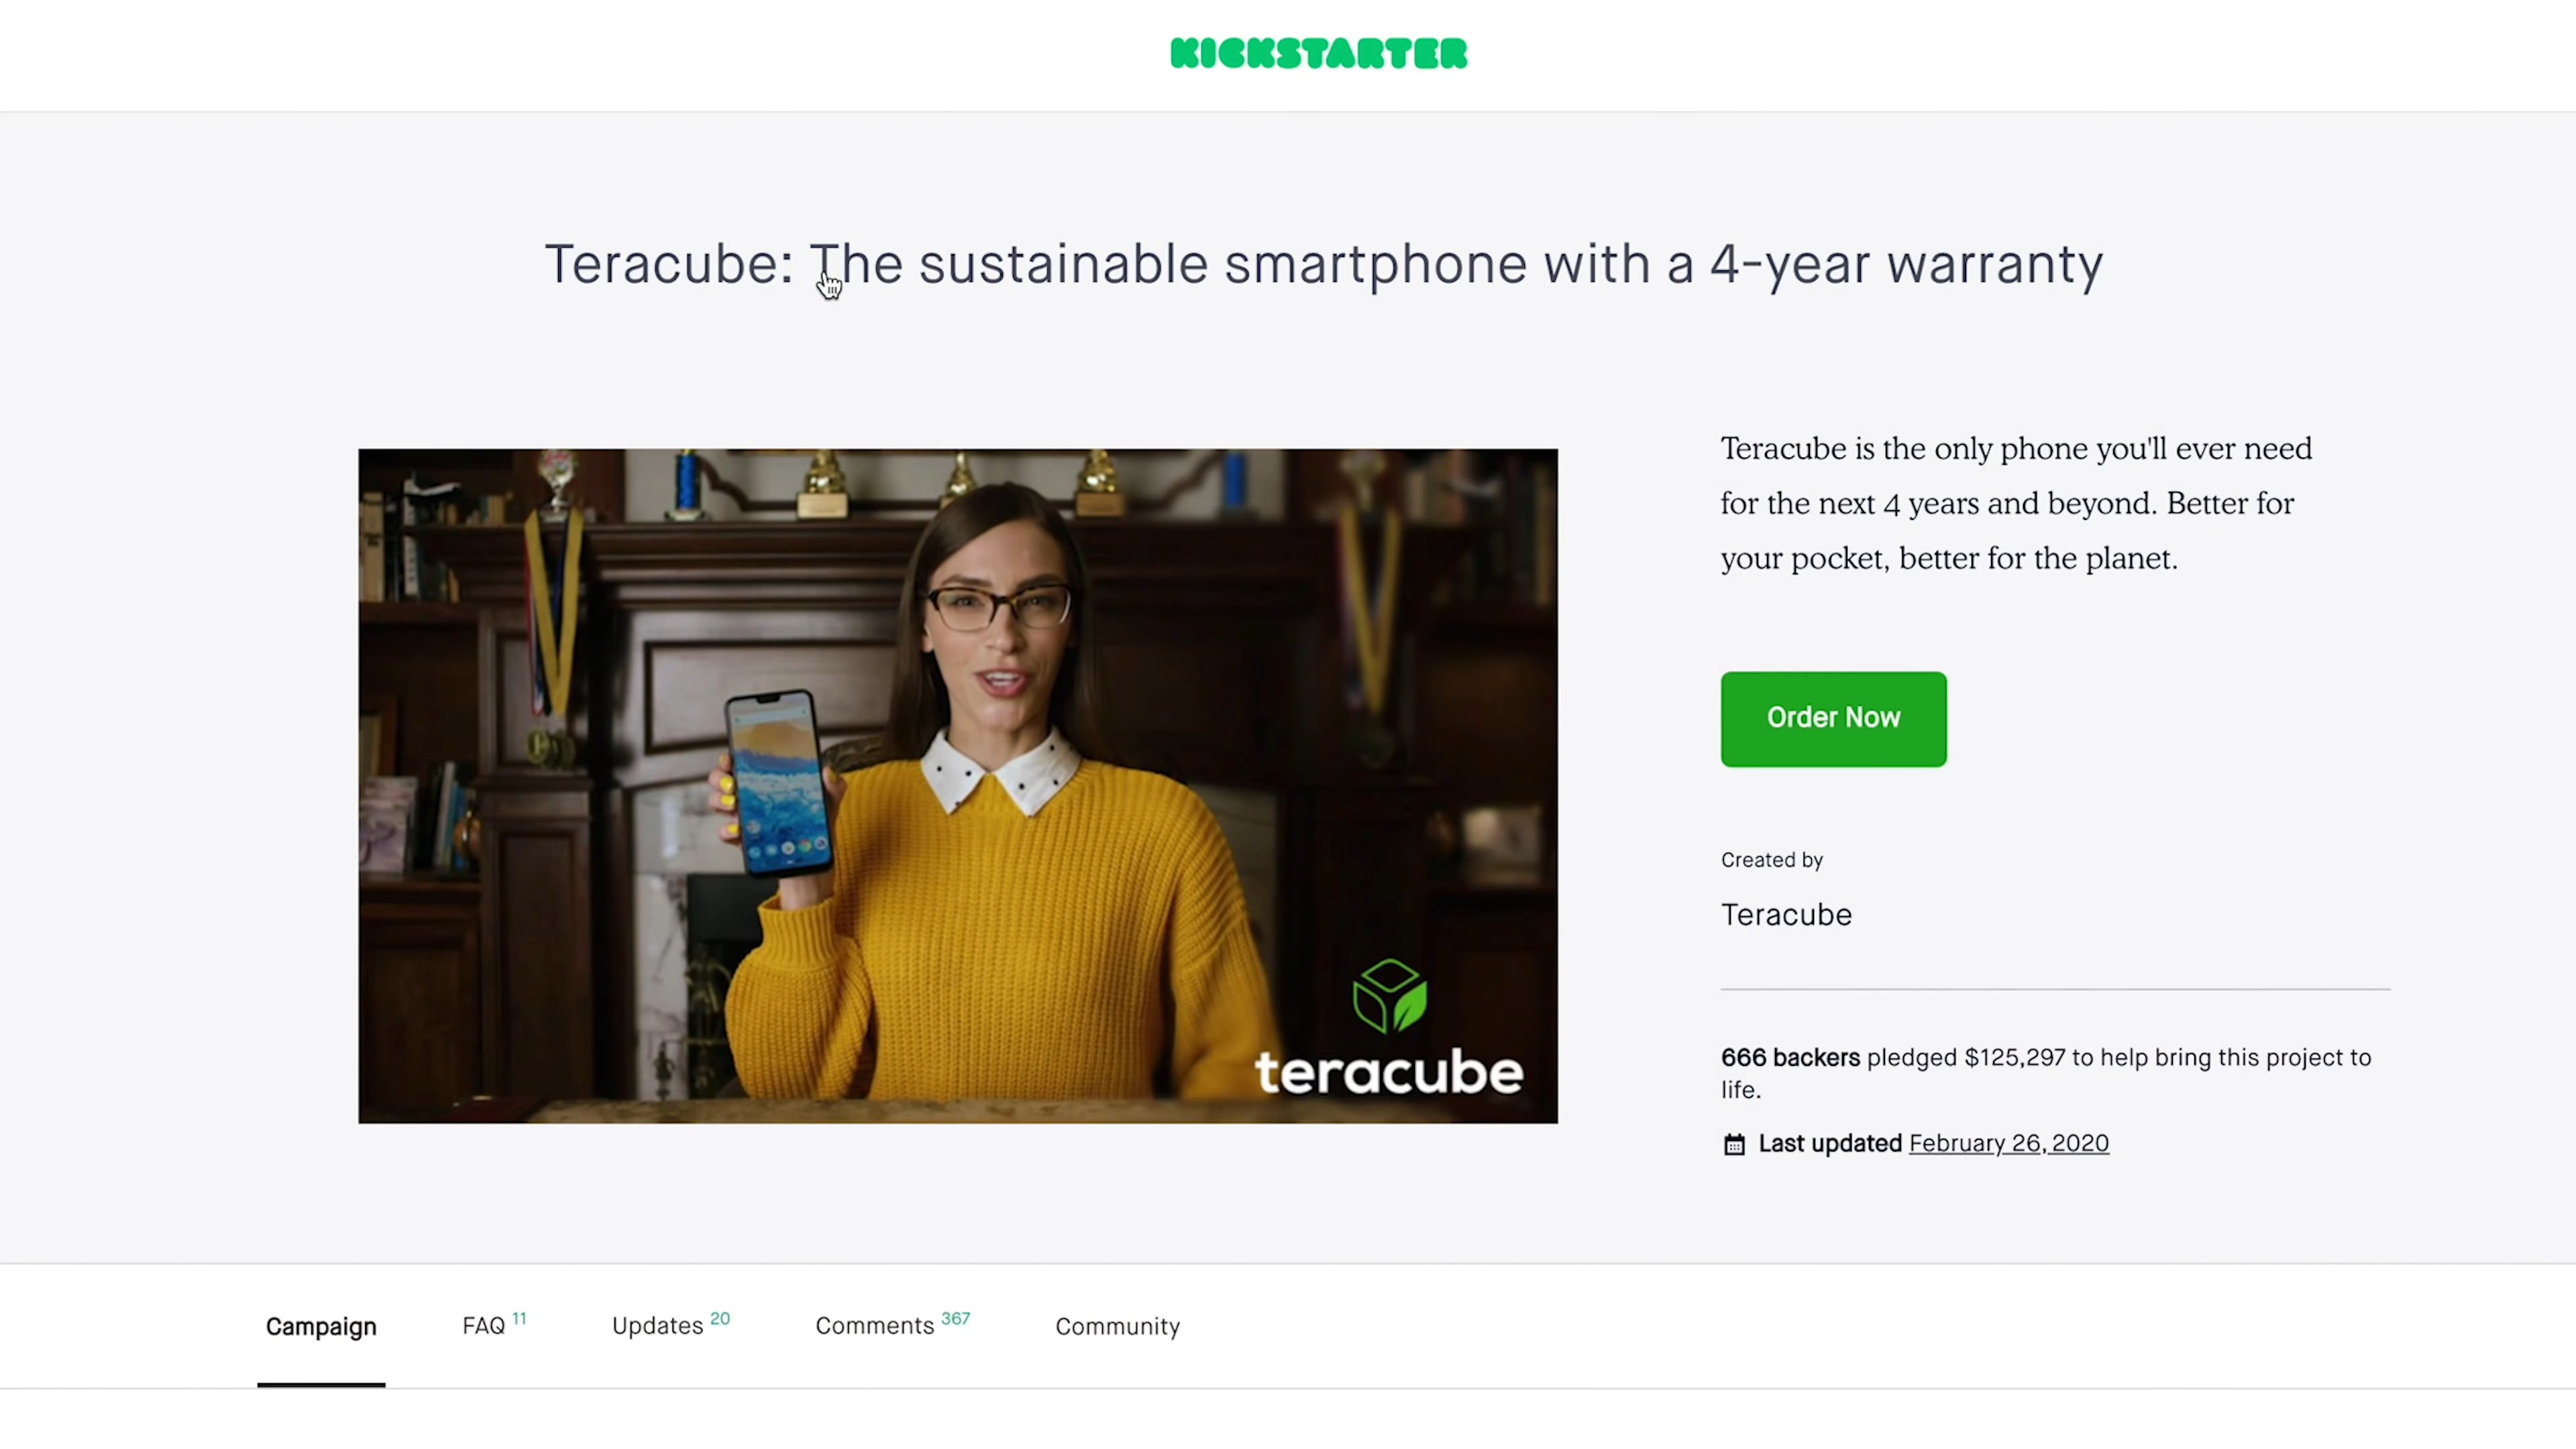 KICKSTARTER
Teracube: The sustainable smartphone with a 4-year warranty
Teracube is the only phone you'll ever need
for the next 4 years and beyond. Better for
your pocket, better for the planet.
Order Now
Created by
Teracube
teracube
666 backers pledged $125,297 to help bring this project to
life.
Last updated February 26, 2020
Campaign FAQ 11 Updates 20 Comments 367 Community